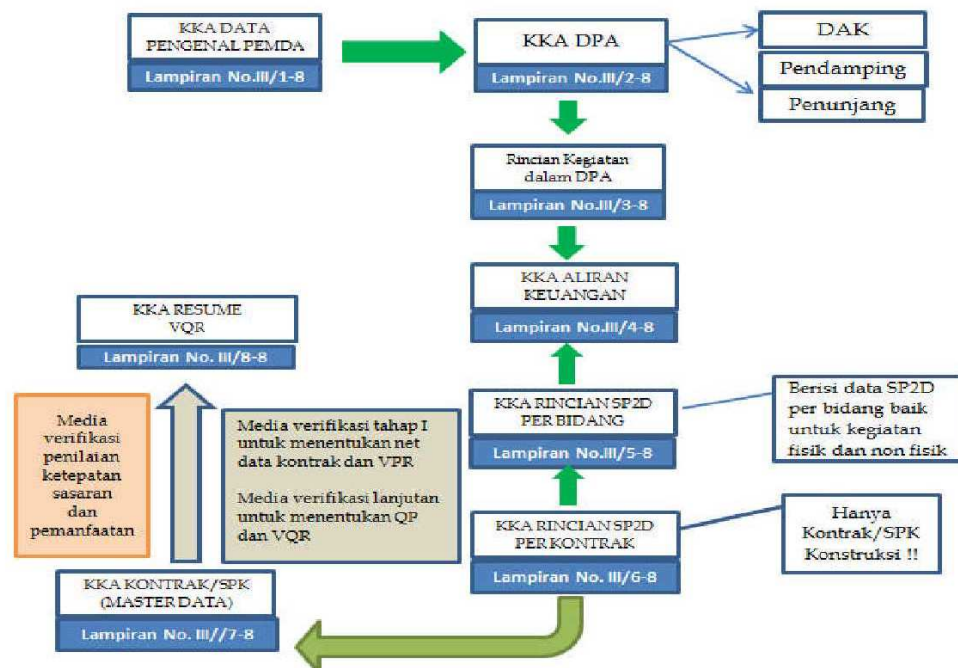 KKA DATA
PENGENAL PEMDA
Lampiran No.III/1-8
KKA DPA
Lampiran No.III/2-8
DAK
Pendamping
Penunjang
Rincian Kegiatan
dalam DPA
Lampiran No.III/3-8
KKA ALIRAN
KEUANGAN
Lampiran No.III/4-8
KKA RESUME
VQR
Lampiran No. III/8-8
KKA RINCIAN SP2D
PER BIDANG
Lampiran No.III/5-8
Berisi data SP2D
per bidang baik
untuk kegiatan
fisik dan non fisik
Media
verifikasi
penilaian
ketepatan
sasaran
dan
pemanfaatan
Media verifikasi tahap I
untuk menentukan net
data kontrak dan VPR
Media verifikasi lanjutan
untuk menentukan QP
dan VQR
KKA RINCIAN SP2D
PER KONTRAK
Lampiran No. III/6-8
Hanya
Kontrak/SPK
Konstruksi !!
KKA KONTRAK/SPK
(MASTER DATA)
Lampiran No. III//7-8